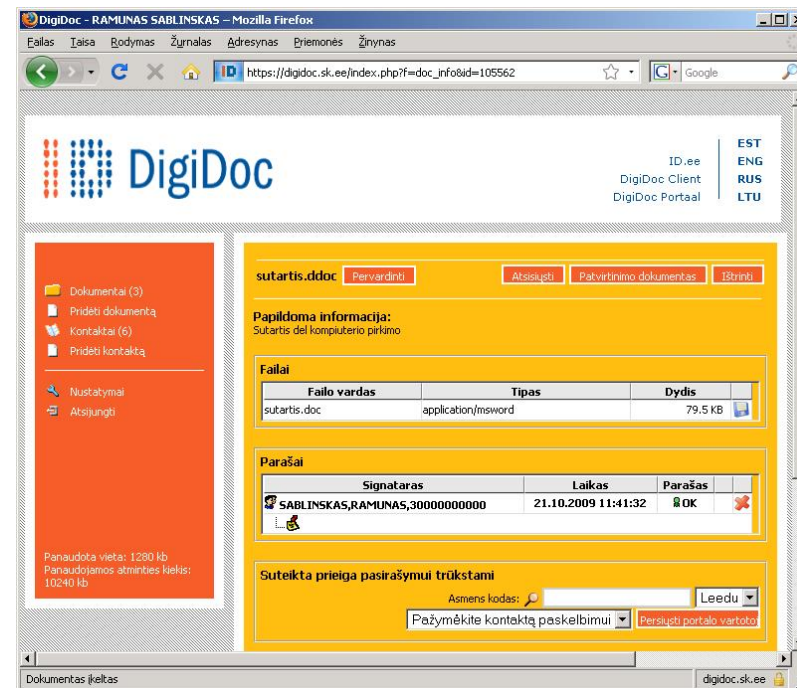 DigiDoc - RAMUNAS SABLINSKAS – Mozilla Firefox
Failas Taisa Rodymas Žurnalas Adresynas Priemonės Žinynas
ID https://digidoc.sk.ee/index.php?f=doc_info&id=105562 G Google
DigiDoc
ID.ee
DigiDoc Client
DigiDoc Portaal
EST
ENG
RUS
LTU
Dokumentai (3)
Pridėti dokumentą
Kontaktai (6)
Pridėti kontaktą
Nustatymai
Atsijungti
Panaudota vieta: 1280 kb
Panaudojamos atminties kiekis:
10240 kb
sutartis.ddoc Pervardinti Atsisiųsti Patvirtinimo dokumentas Ištrinti
Papildoma informacija:
Sutartis del kompiuterio pirkimo
Failai
Failo vardas Tipas Dydis
sutartis.doc application/msword 79.5 KB
Parašai
Signataras Laikas Parašas
SABLINSKAS,RAMUNAS,30000000000 21.10.2009 11:41:32 OK
Suteikta prieiga pasirašymui trūkstami
Asmens kodas: Leedu
Pažymėkite kontaktą paskelbimui Persiųsti portalo vartotoj
Dokumentas įkeltas digidoc.sk.ee